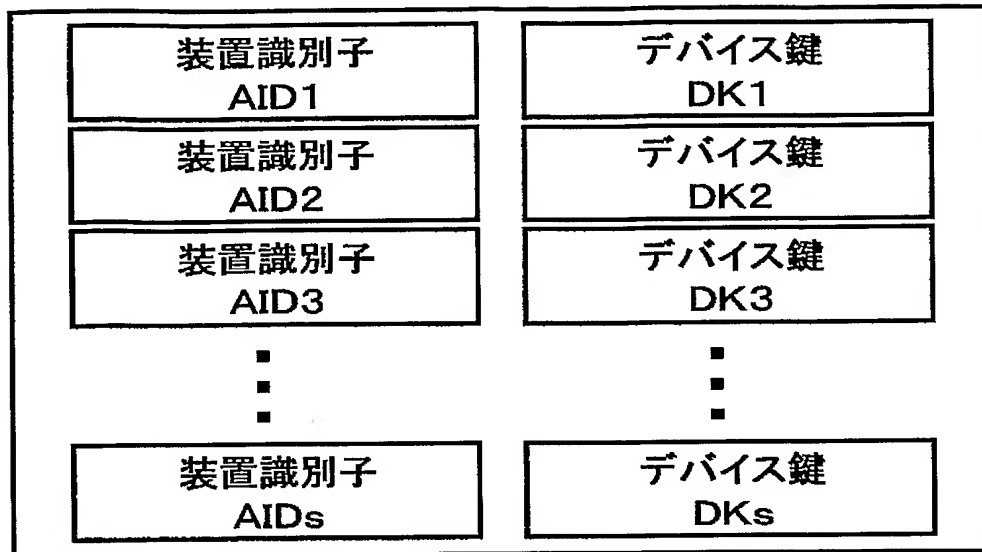 装置識別子
AID1
デバイス鍵
DK1
装置識別子
AID2
デバイス鍵
DK2
装置識別子
AID3
デバイス鍵
DK3
装置識別子
AIDs
デバイス鍵
DKs